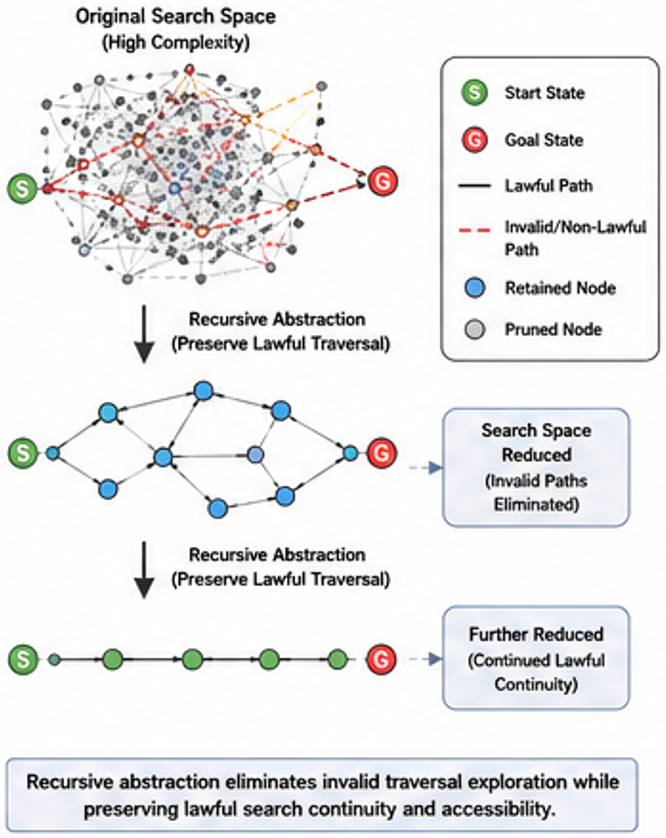 Original Search Space
(High Complexity)
S
G
S Start State
G Goal State
Lawful Path
Invalid/Non-Lawful
Path
Retained Node
Pruned Node
Recursive Abstraction
(Preserve Lawful Traversal)
S
G
Search Space
Reduced
(Invalid Paths
Eliminated)
Recursive Abstraction
(Preserve Lawful Traversal)
S
G
Further Reduced
(Continued Lawful
Continuity)
Recursive abstraction eliminates invalid traversal exploration while
preserving lawful search continuity and accessibility.